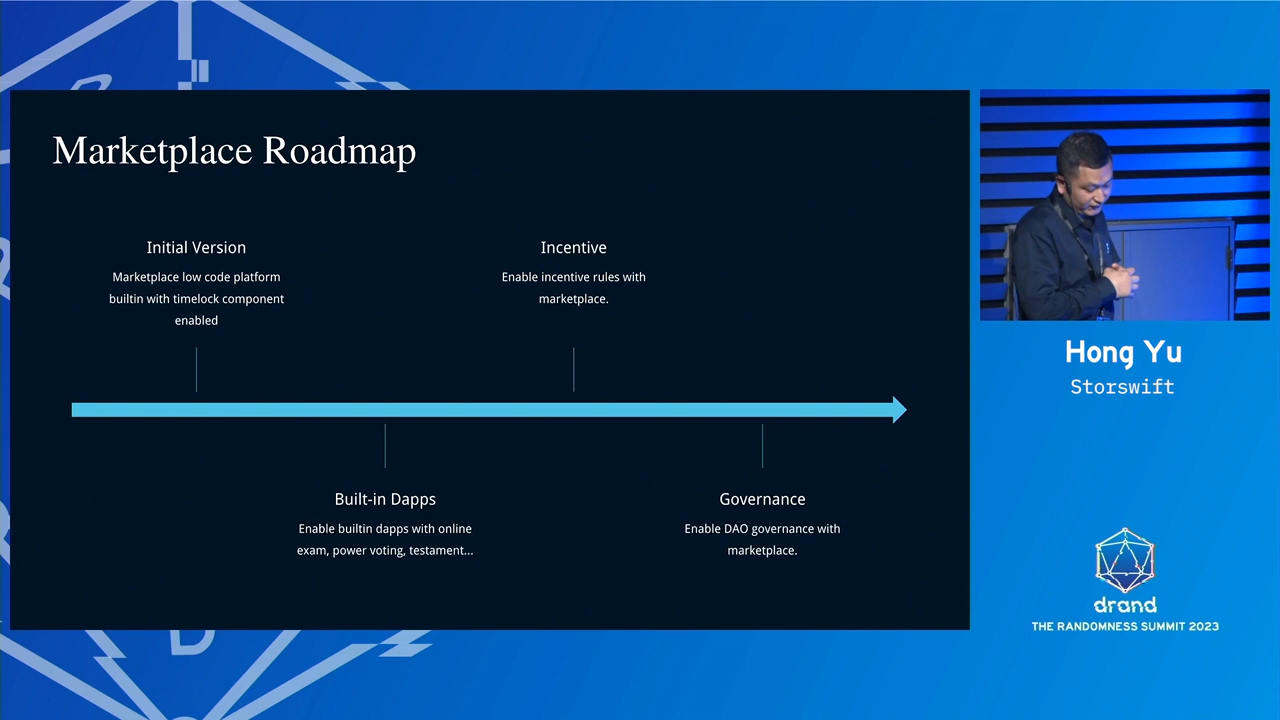 Marketplace Roadmap
Initial Version
Marketplace low code platform
builtin with timelock component
enabled
Incentive
Enable incentive rules with
marketplace.
Built-in Dapps
Enable builtin dapps with online
exam, power voting, testament...
Governance
Enable DAO governance with
marketplace.
Hong Yu
Storswift
drand
THE RANDOMNESS SUMMIT 2023